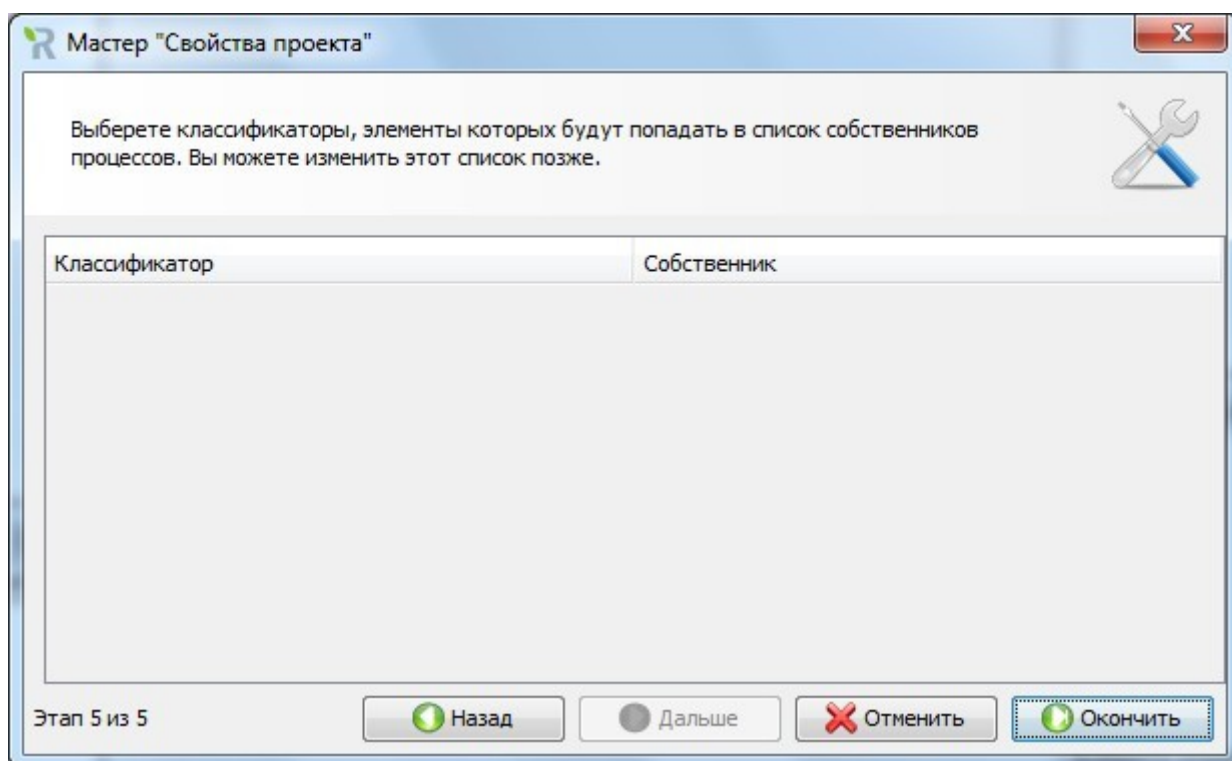 Мастер "Свойства проекта"
Выберете классификаторы, элементы которых будут попадать в список собственников
процессов. Вы можете изменить этот список позже.
Классификатор Собственник
Этап 5 из 5 Назад Дальше Отменить Окончить